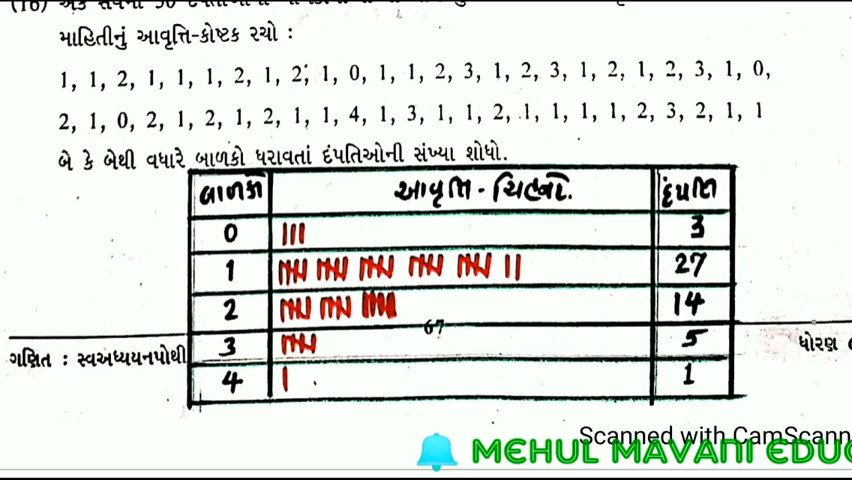 (16) એક
માહિતીનું આવૃત્તિ-કોષ્ટક રચો :
1, 1, 2, 1, 1, 1, 2, 1, 2, 1, 0, 1, 1, 2, 3, 1, 2, 3, 1, 2, 1, 2, 3, 1, 0,
2, 1, 0, 2, 1, 2, 1, 2, 1, 1, 4, 1, 3, 1, 1, 2, 1, 1, 1, 1, 2, 3, 2, 1, 1
બે કે બેથી વધારે બાળકો ધરાવતાં દંપતિઓની સંખ્યા શોધો.
બાળકો આવૃત્તિ - ચિહ્નો. દંપતિ
0 3
1 27
2 14
67
ગણિત : સ્વઅધ્યયનપોથી 3 5 ધોરણ
4 1
Scanned with CamScann
MEHUL MAVANI EDUC